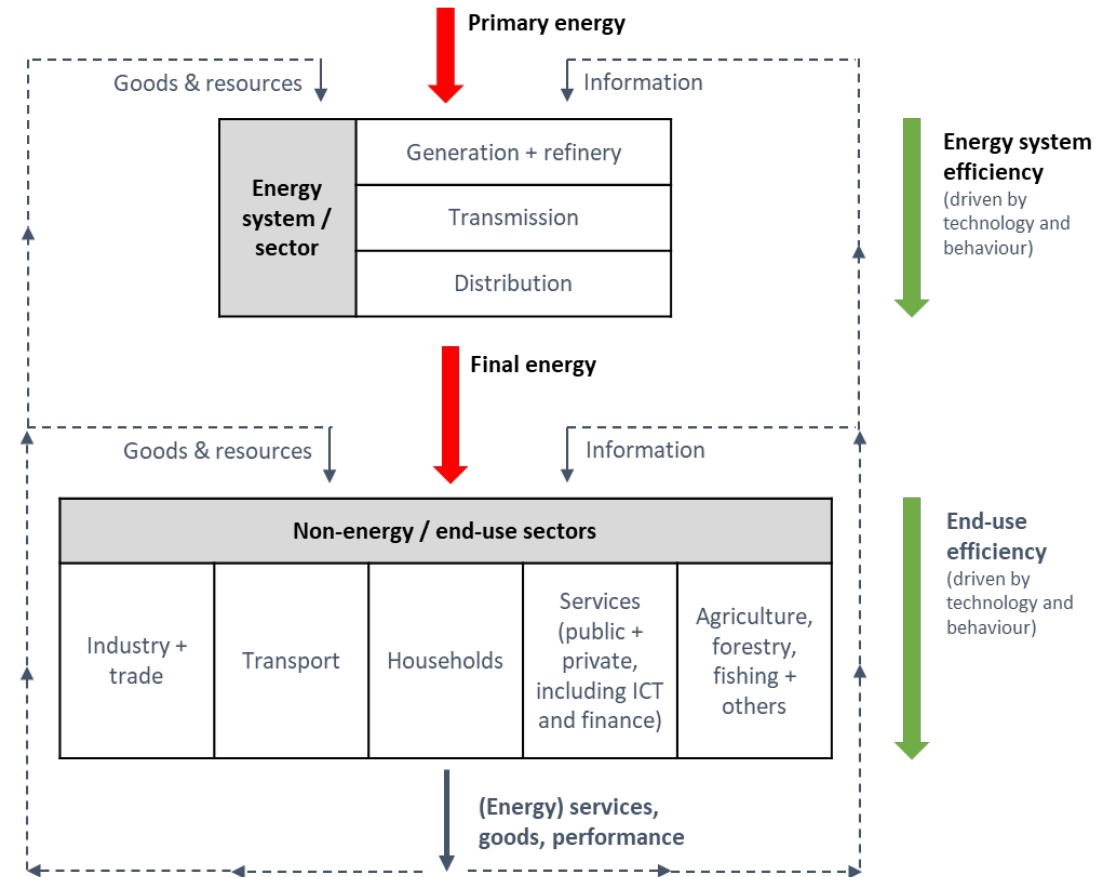 Primary energy
Goods & resources
Information
Energy
system /
sector
Generation + refinery
Transmission
Distribution
Energy system
efficiency
(driven by
technology and
behaviour)
Final energy
Goods & resources
Information
Non-energy / end-use sectors
Industry +
trade
Transport
Households
Services
(public +
private,
including ICT
and finance)
Agriculture,
forestry,
fishing +
others
End-use
efficiency
(driven by
technology and
behaviour)
(Energy) services,
goods, performance